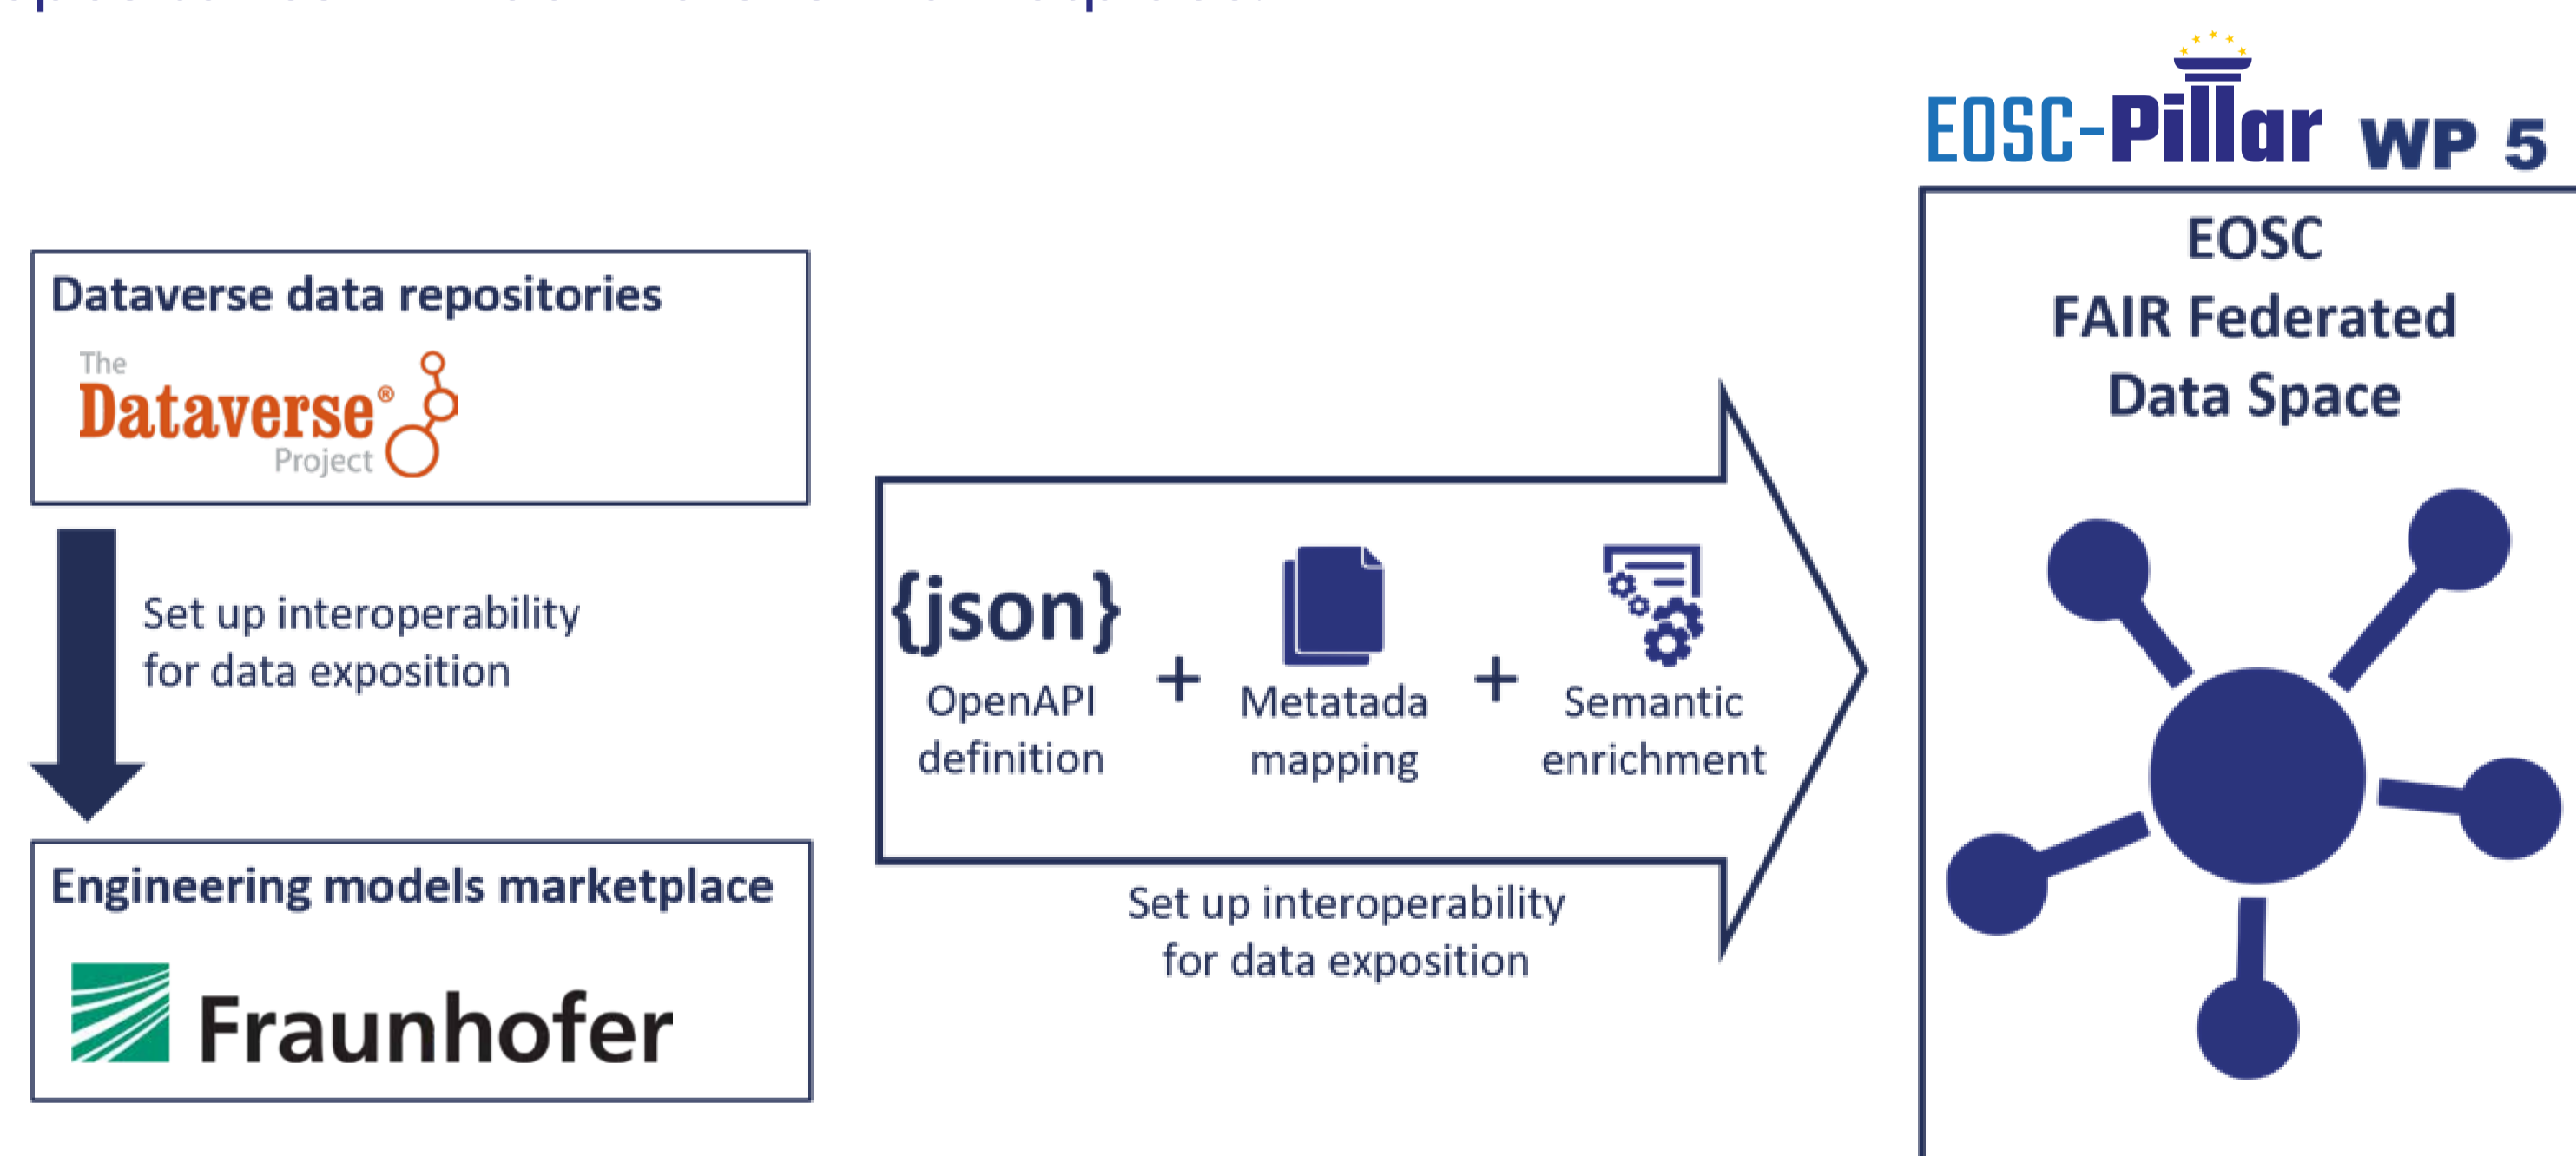 EOSC-Pillar WP 5
EOSC
FAIR Federated
Data Space
Dataverse data repositories
The
Dataverse®
Project
Set up interoperability
for data exposition
Engineering models marketplace
Fraunhofer
{json}
OpenAPI
definition
+
Metatada
mapping
+
Semantic
enrichment
Set up interoperability
for data exposition